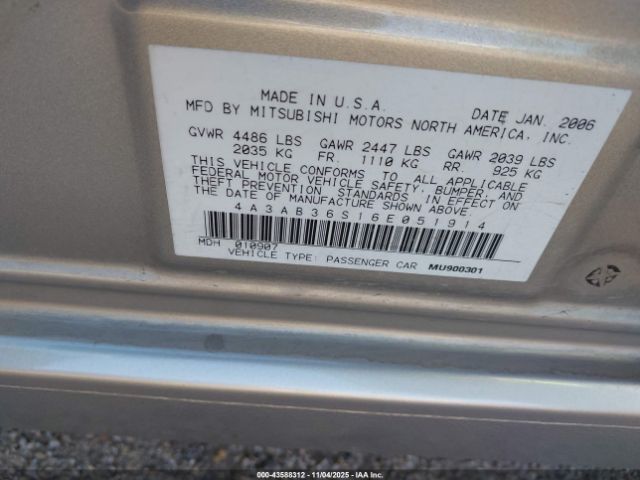 MADE IN U.S.A.
DATE JAN. 2006
MFD BY MITSUBISHI MOTORS NORTH AMERICA, INC.
GVWR 4486 LBS GAWR 2447 LBS GAWR 2039 LBS
2035 KG FR. 1110 KG RR. 925 KG
THIS VEHICLE CONFORMS TO ALL APPLICABLE
FEDERAL MOTOR VEHICLE SAFETY, BUMPER, AND
THEFT PREVENTION STANDARDS IN EFFECT ON
THE DATE OF MANUFACTURE SHOWN ABOVE.
4A3AB36S16E051914
MDH 010907
VEHICLE TYPE: PASSENGER CAR MU900301
000-43588312 - 11/04/2025 - IAA Holdings, LLC.